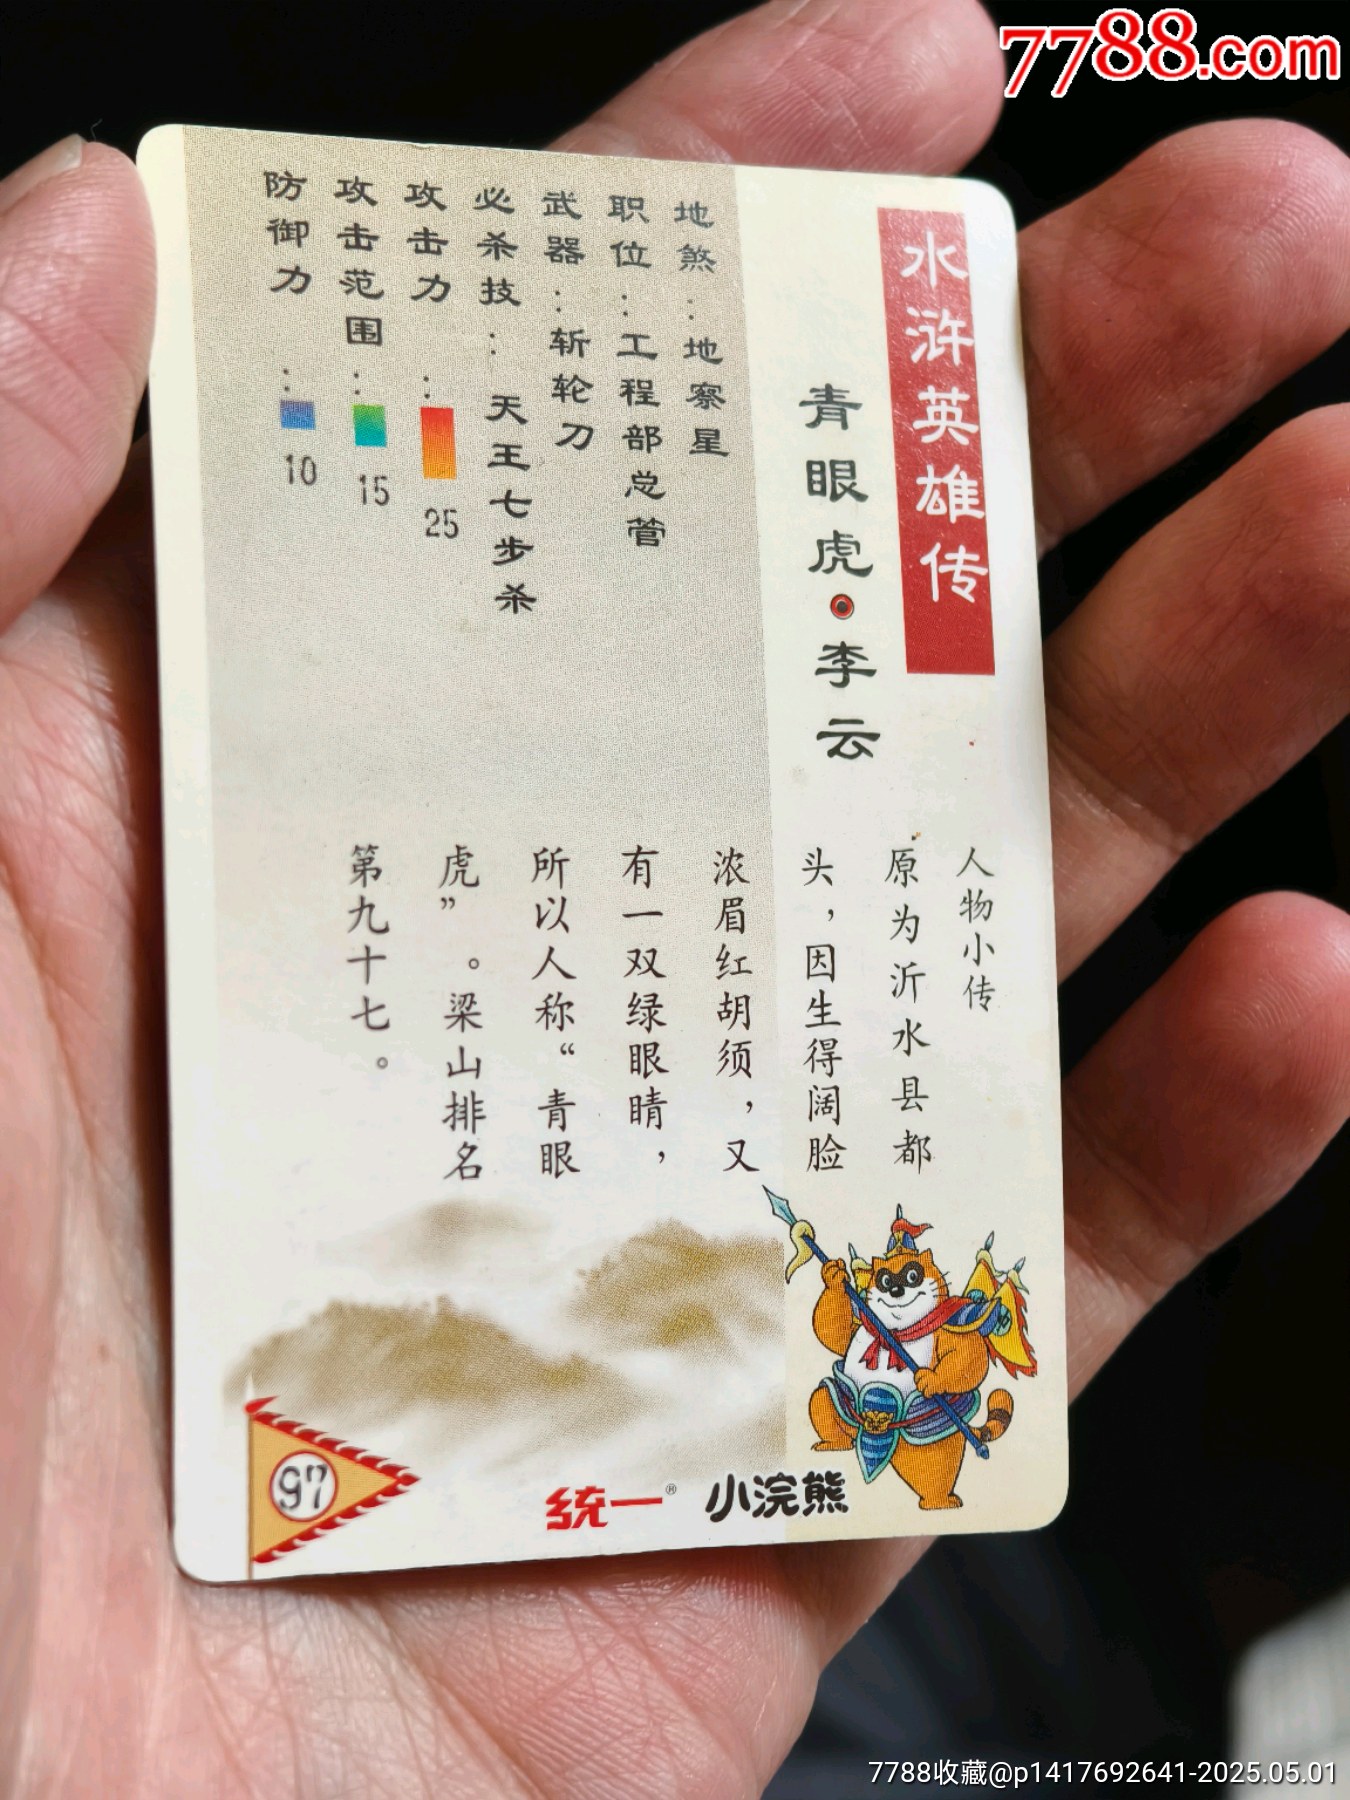 7788.com
水浒英雄传
青眼虎·李云
地煞：地察星
职位：工程部总管
武器：斩轮刀
必杀技：天王七步杀
攻击力：25
攻击范围：15
防御力：10
人物小传
原为沂水县都
头，因生得阔脸
浓眉红胡须，又
有一双绿眼睛，
所以人称“青眼
虎”。梁山排名
第九十七。
97
统一® 小浣熊
7788收藏@p1417692641-2025.05.01